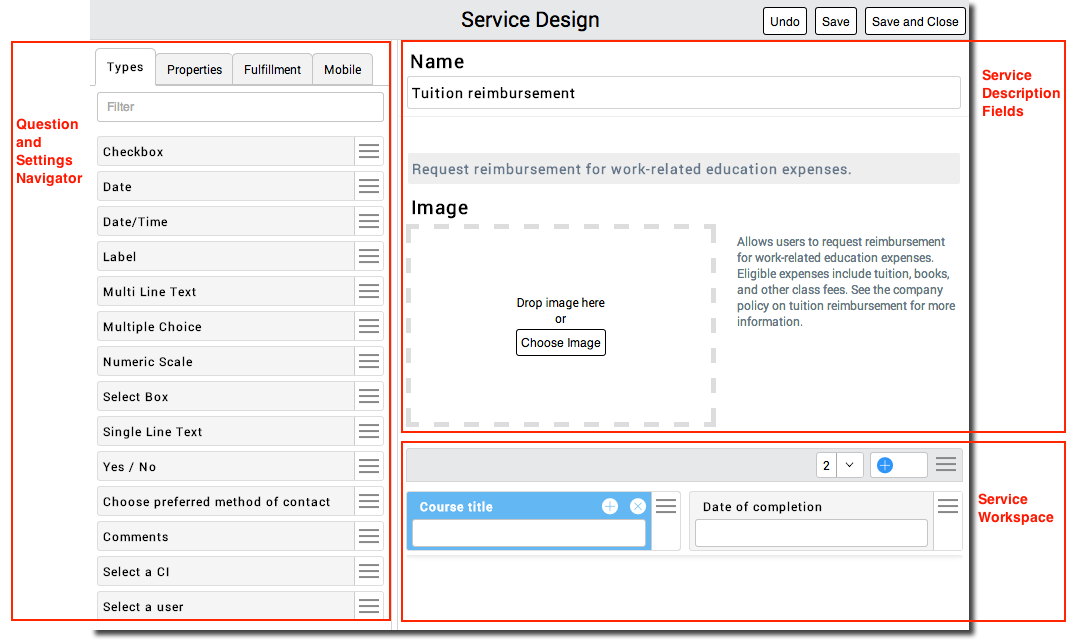 Service Design
Undo
Save
Save and Close
Question
and
Settings
Navigator
Types
Properties
Fulfillment
Mobile
Filter
Checkbox
Date
Date/Time
Label
Multi Line Text
Multiple Choice
Numeric Scale
Select Box
Single Line Text
Yes / No
Choose preferred method of contact
Comments
Select a CI
Select a user
Name
Tuition reimbursement
Request reimbursement for work-related education expenses.
Image
Drop image here
or
Choose Image
Allows users to request reimbursement
for work-related education expenses.
Eligible expenses include tuition, books,
and other class fees. See the company
policy on tuition reimbursement for more
information.
Service
Description
Fields
2
Course title
Date of completion
Service
Workspace